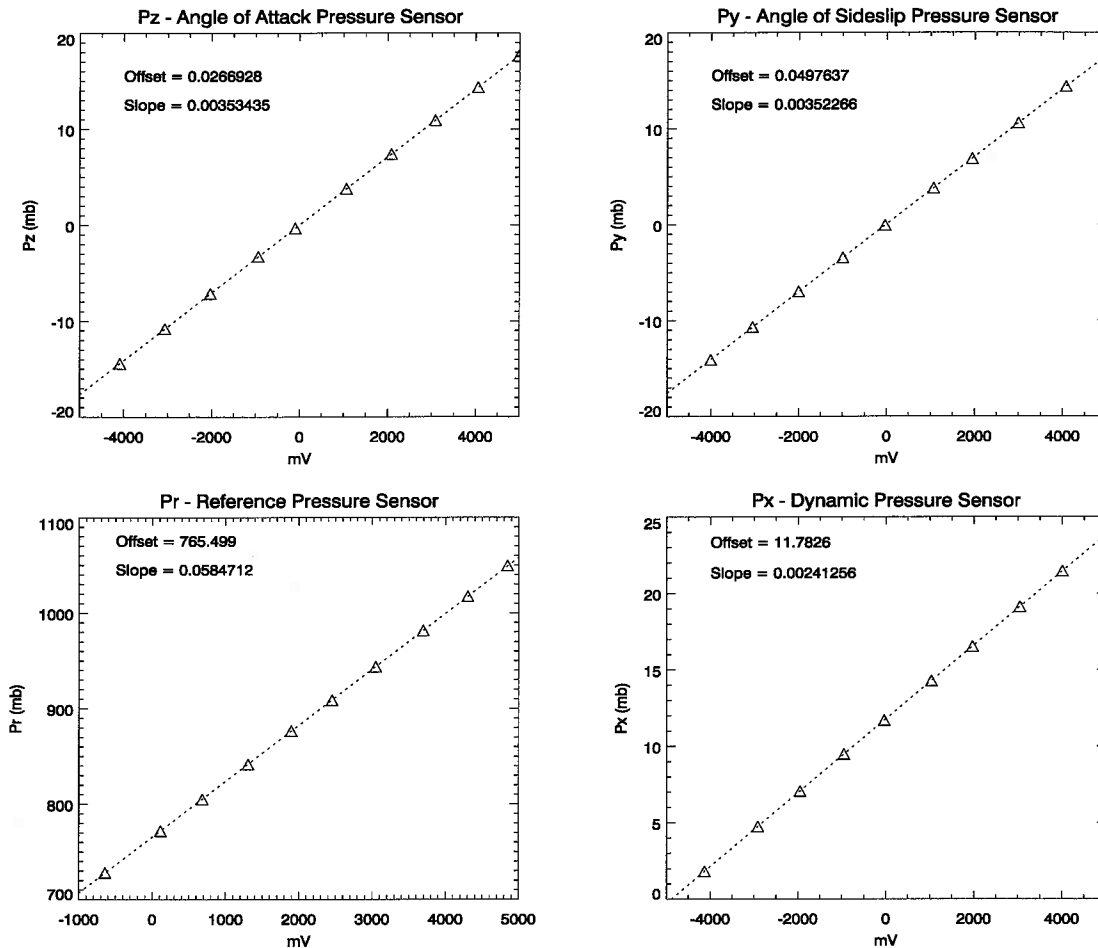 Pz - Angle of Attack Pressure Sensor
Offset = 0.0266928
Slope = 0.00353435
20
10
0
-10
-20
Pz (mb)
-4000 -2000 0 2000 4000
mV
Py - Angle of Sideslip Pressure Sensor
Offset = 0.0497637
Slope = 0.00352266
20
10
0
-10
-20
Py (mb)
-4000 -2000 0 2000 4000
mV
Pr - Reference Pressure Sensor
Offset = 765.499
Slope = 0.0584712
1100
1000
900
800
700
Pr (mb)
-1000 0 1000 2000 3000 4000 5000
mV
Px - Dynamic Pressure Sensor
Offset = 11.7826
Slope = 0.00241256
25
20
15
10
5
0
Px (mb)
-4000 -2000 0 2000 4000
mV